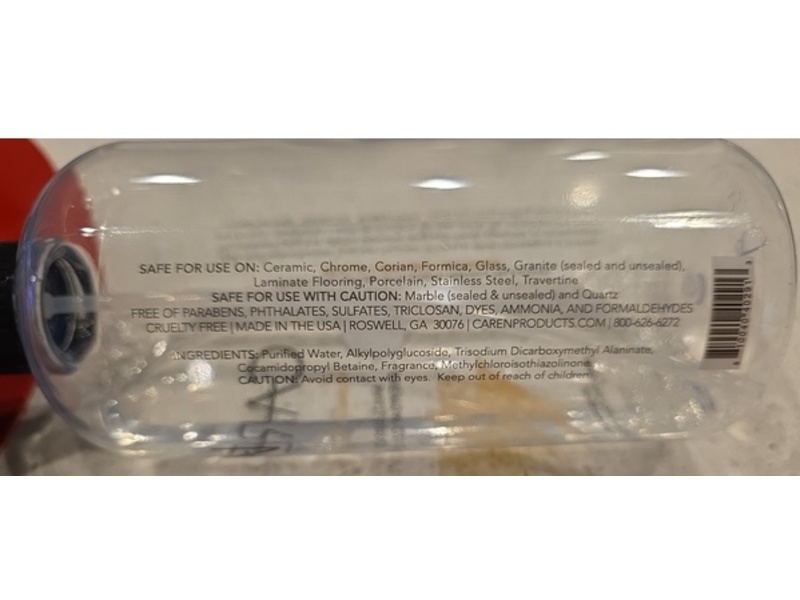 SAFE FOR USE ON: Ceramic, Chrome, Corian, Formica, Glass, Granite (sealed and unsealed),
Laminate Flooring, Porcelain, Stainless Steel, Travertine
SAFE FOR USE WITH CAUTION: Marble (sealed & unsealed) and Quartz
FREE OF PARABENS, PHTHALATES, SULFATES, TRICLOSAN, DYES, AMMONIA, AND FORMALDEHYDES
CRUELTY FREE | MADE IN THE USA | ROSWELL, GA 30076 | CARENPRODUCTS.COM | 800-626-6272
INGREDIENTS: Purified Water, Alkylpolyglucoside, Trisodium Dicarboxymethyl Alaninate,
Cocamidopropyl Betaine, Fragrance, Methylchloroisothiazolinone
CAUTION: Avoid contact with eyes. Keep out of reach of children